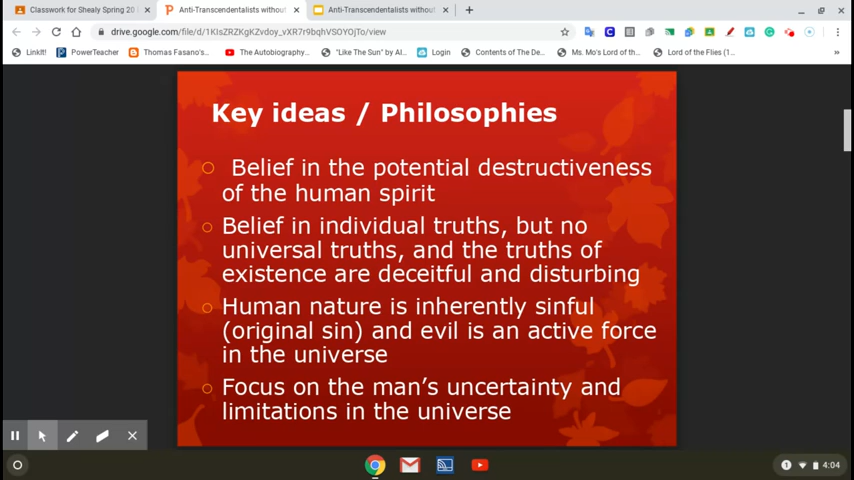 Classwork for Shealy Spring 20
Anti-Transcendentalists withou
Anti-Transcendentalists without
drive.google.com/file/d/1KIsZRZKgKZvdoy_vXR7r9bqhVSOYOjTo/view
LinkIt!
PowerTeacher
Thomas Fasano's...
The Autobiography...
"Like The Sun" by Al...
Login
Contents of The De...
Ms. Mo's Lord of th...
Lord of the Flies (1...
Key ideas / Philosophies
Belief in the potential destructiveness
of the human spirit
Belief in individual truths, but no
universal truths, and the truths of
existence are deceitful and disturbing
Human nature is inherently sinful
(original sin) and evil is an active force
in the universe
Focus on the man's uncertainty and
limitations in the universe
1
4:04